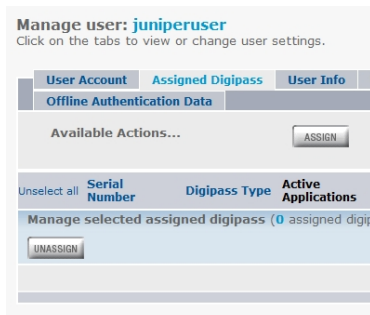 Manage user: juniperuser
Click on the tabs to view or change user settings.
User Account Assigned Digipass User Info
Offline Authentication Data
Available Actions... ASSIGN
Unselect all Serial Number Digipass Type Active Applications
Manage selected assigned digipass (0 assigned digip
UNASSIGN